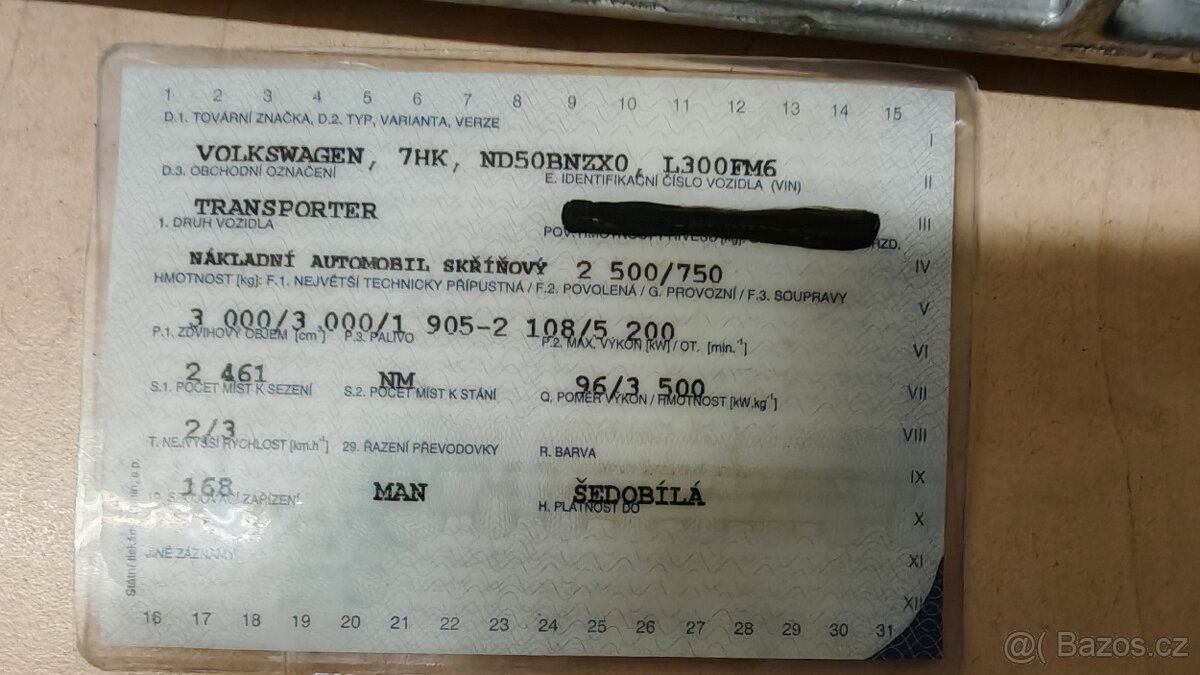 1 2 3 4 5 6 7 8 9 10 11 12 13 14 15
D.1. TOVÁRNÍ ZNAČKA, D.2. TYP, VARIANTA, VERZE
I
VOLKSWAGEN, 7HK, ND50BNZX0, L300FM6
D.3. OBCHODNÍ OZNAČENÍ E. IDENTIFIKAČNÍ ČÍSLO VOZIDLA (VIN)
II
TRANSPORTER
1. DRUH VOZIDLA
III
NÁKLADNÍ AUTOMOBIL SKŘÍŇOVÝ 2 500/750
IV
HMOTNOST [kg]: F.1. NEJVĚTŠÍ TECHNICKY PŘÍPUSTNÁ / F.2. POVOLENÁ / G. PROVOZNÍ / F.3. SOUPRAVY
V
3 000/3 000/1 905-2 108/5 200
P.1. ZDVIHOVÝ OBJEM [cm³] P.3. PALIVO P.2. MAX. VÝKON [kW] / OT. [min.⁻¹]
VI
2 461 NM 96/3 500
S.1. POČET MÍST K SEZENÍ S.2. POČET MÍST K STÁNÍ Q. POMĚR VÝKON / HMOTNOST [kW.kg⁻¹]
VII
2/3
VIII
T. NEJVYŠŠÍ RYCHLOST [km.h⁻¹] 29. ŘAZENÍ PŘEVODOVKY R. BARVA
IX
168 MAN ŠEDOBÍLÁ
ZAŘÍZENÍ H. PLATNOST DO
X
JINÉ ZÁZNAMY
XI
XII
16 17 18 19 20 21 22 23 24 25 26 27 28 29 30 31
@( Bazos.cz